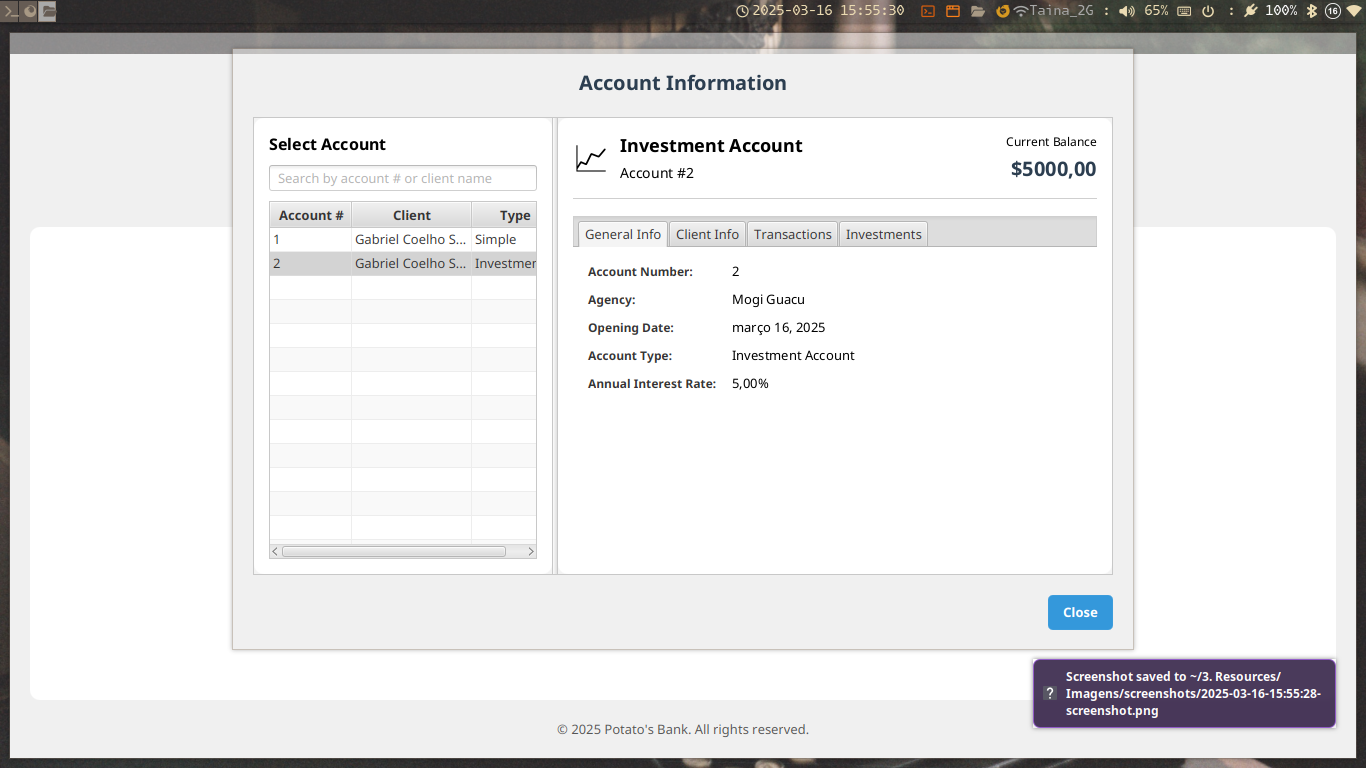 2025-03-16 15:55:30
Taina_2G : 65% : 100% 16
Account Information
Select Account
Search by account # or client name
Account # Client Type
1 Gabriel Coelho S... Simple
2 Gabriel Coelho S... Investmer
Investment Account
Account #2
Current Balance
$5000,00
General Info Client Info Transactions Investments
Account Number: 2
Agency: Mogi Guacu
Opening Date: março 16, 2025
Account Type: Investment Account
Annual Interest Rate: 5,00%
Close
Screenshot saved to ~/3. Resources/
Imagens/screenshots/2025-03-16-15:55:28-
screenshot.png
© 2025 Potato's Bank. All rights reserved.